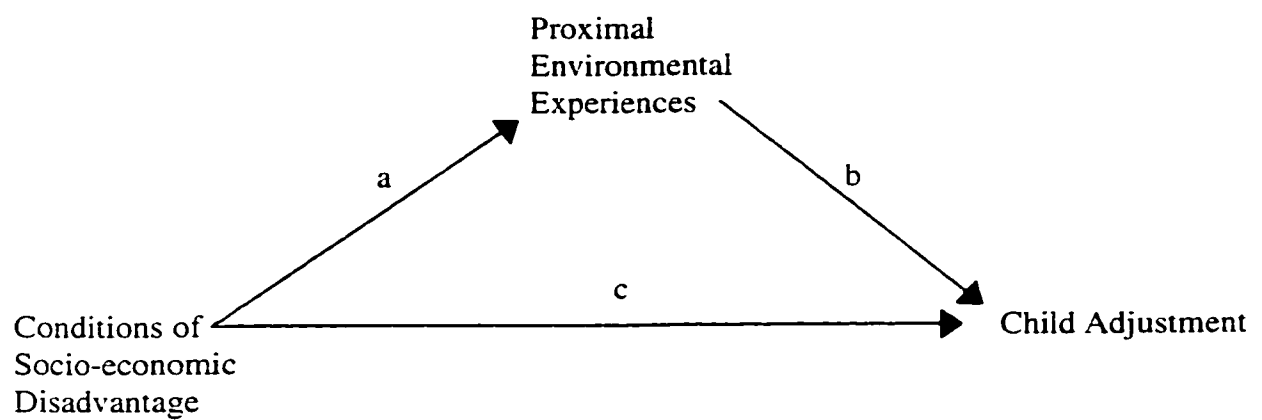 Proximal
Environmental
Experiences
a
b
c
Conditions of
Socio-economic
Disadvantage
Child Adjustment